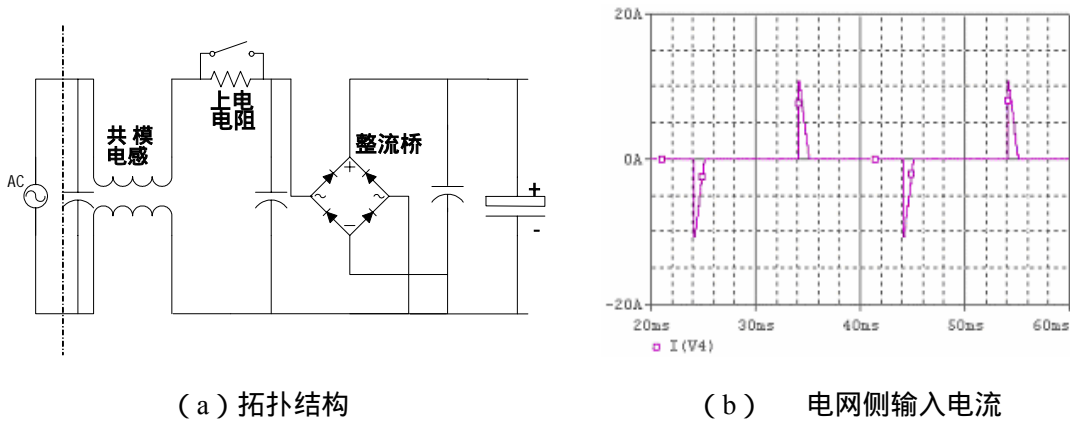 AC
共 模
电感
上电
电阻
整流桥
+
−
+
-
20A
0A
-20A
20ms
30ms
40ms
50ms
60ms
I(V4)
（a）拓扑结构
（b） 电网侧输入电流